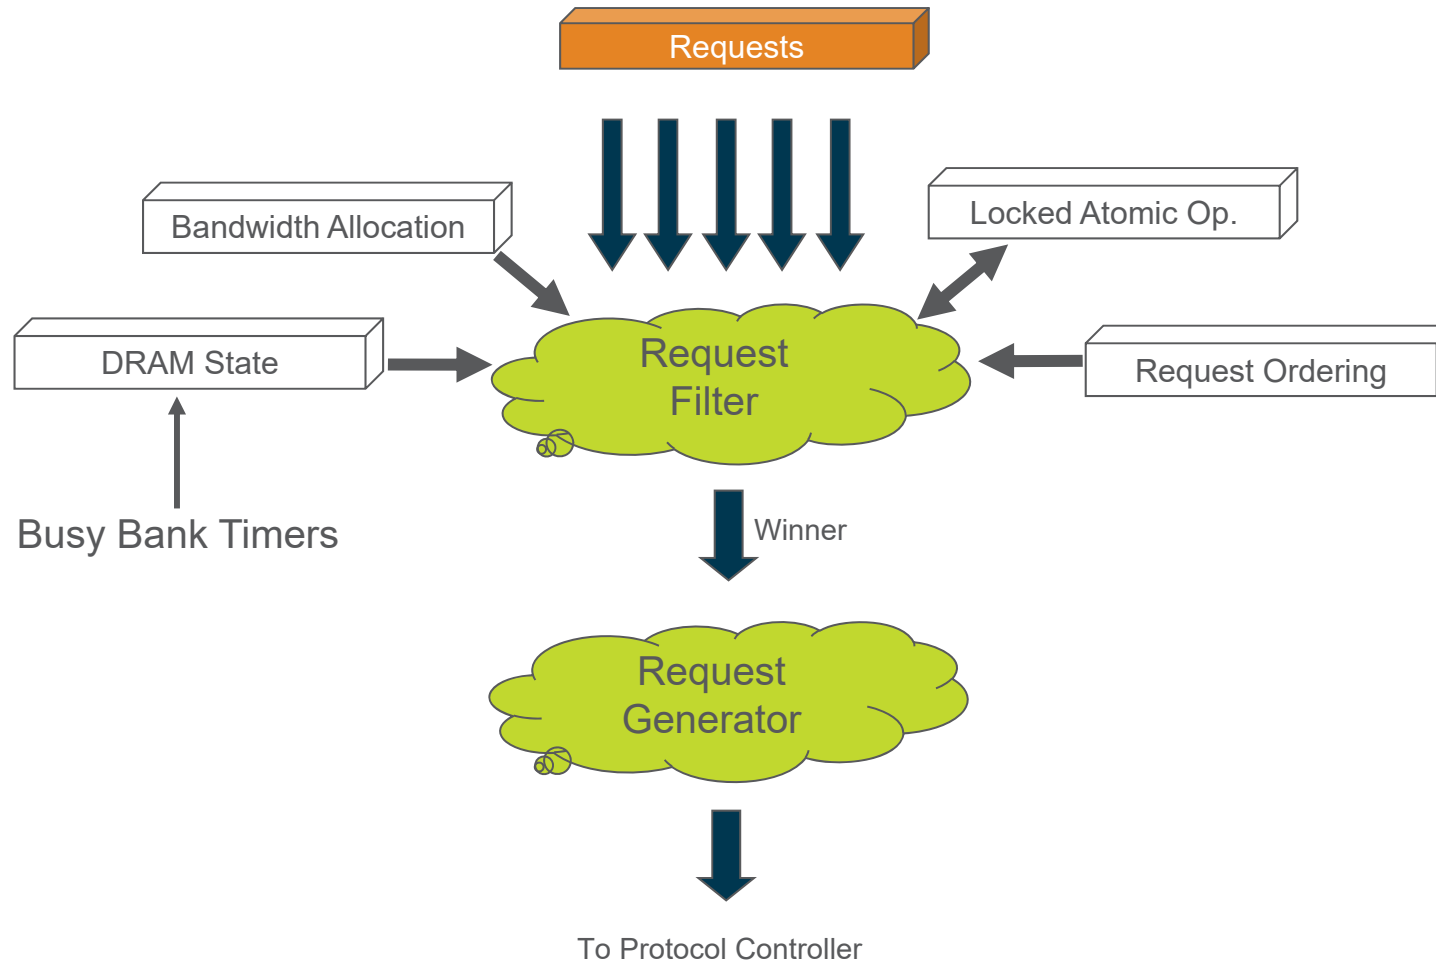 Requests
Bandwidth Allocation
Locked Atomic Op.
DRAM State
Request
Filter
Request Ordering
Busy Bank Timers
Winner
Request
Generator
To Protocol Controller